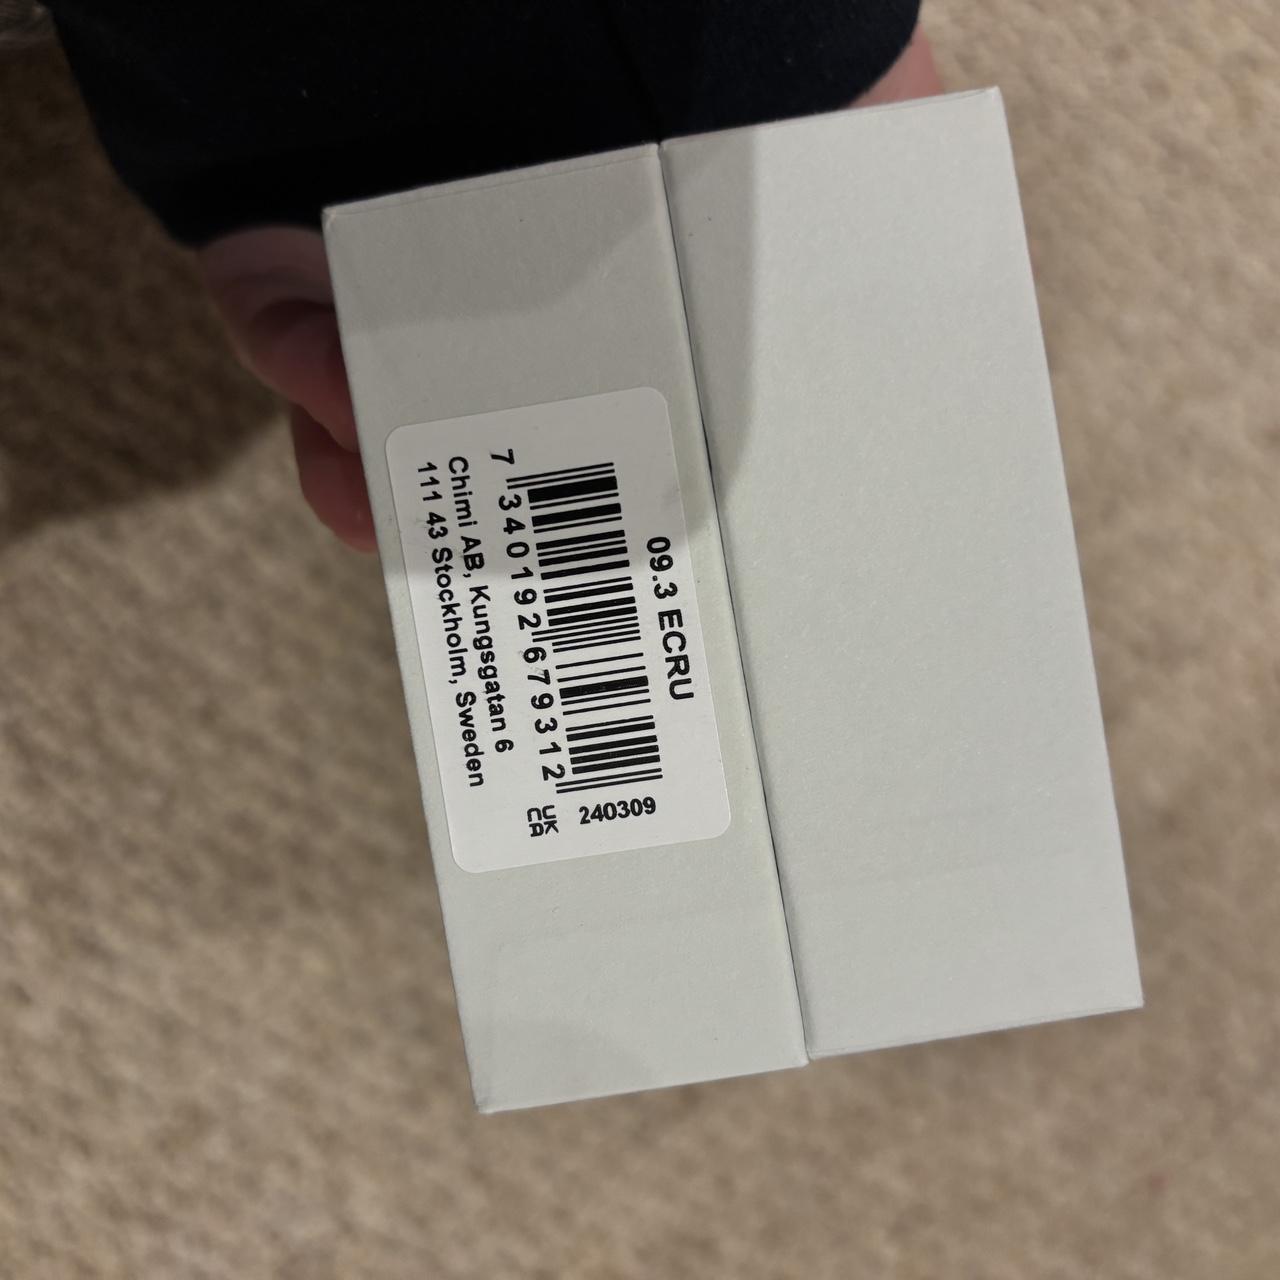 09.3 ECRU
7 340192 679312
Chimi AB, Kungsgatan 6
111 43 Stockholm, Sweden
240309
UK
CA